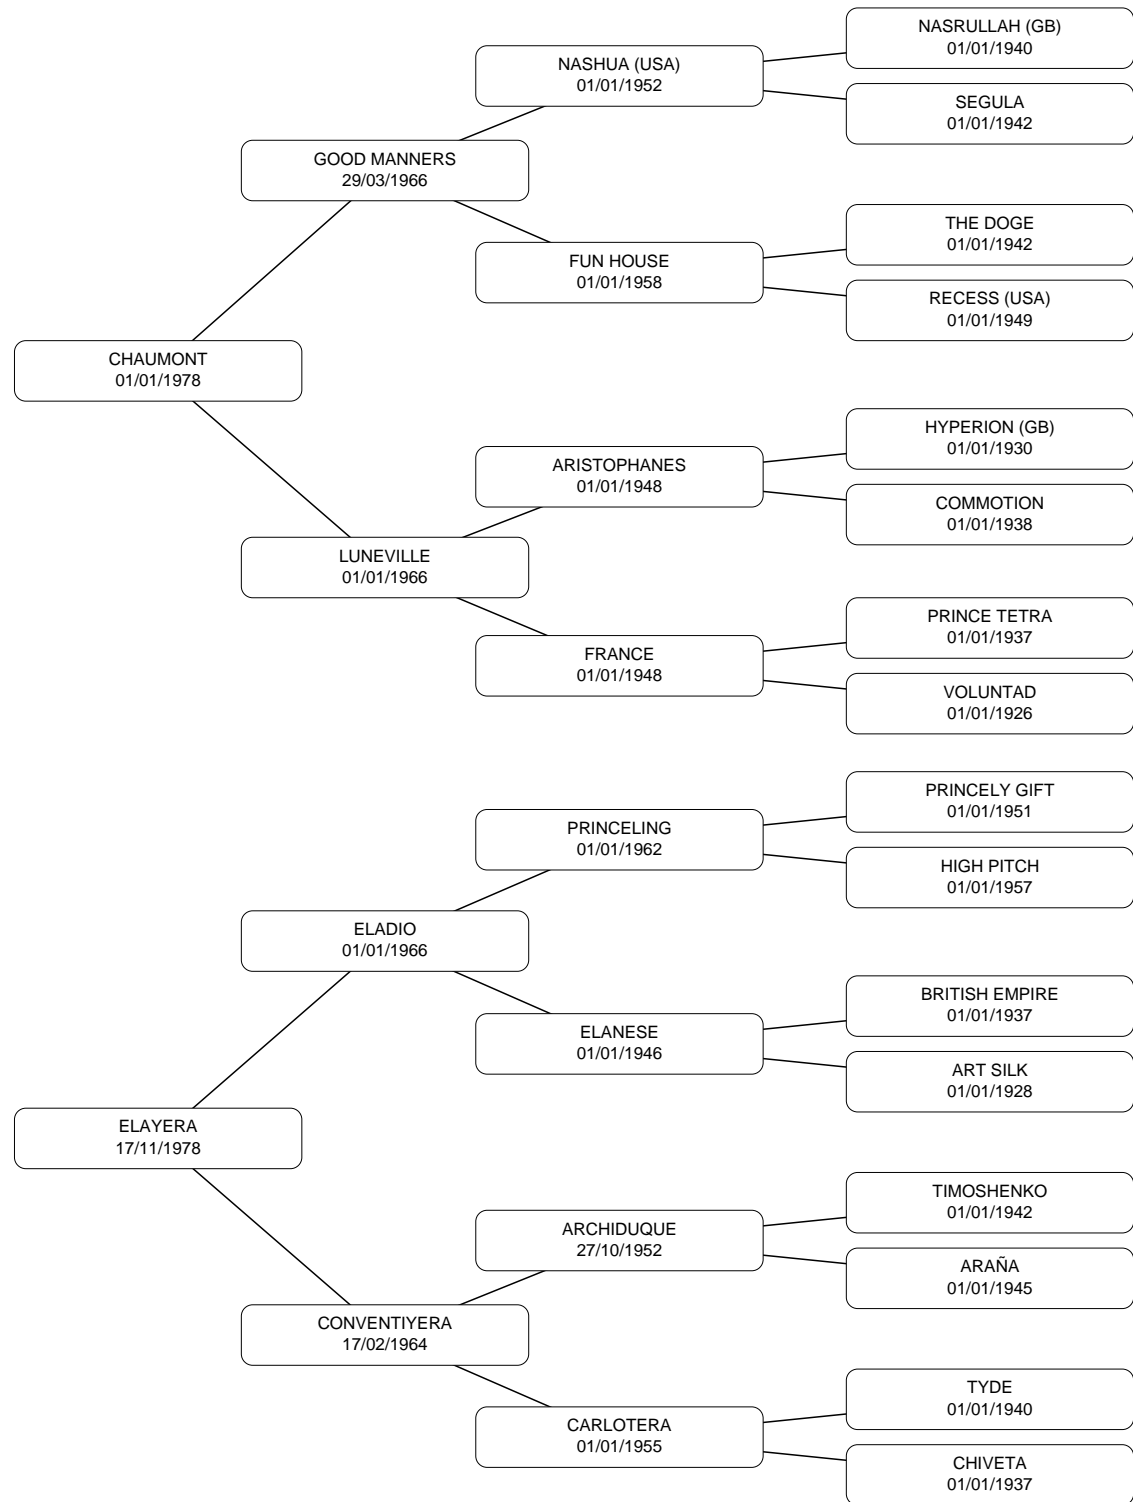 NASRULLAH (GB)
01/01/1940
NASHUA (USA)
01/01/1952
SEGULA
01/01/1942
GOOD MANNERS
29/03/1966
THE DOGE
01/01/1942
FUN HOUSE
01/01/1958
RECESS (USA)
01/01/1949
CHAUMONT
01/01/1978
HYPERION (GB)
01/01/1930
ARISTOPHANES
01/01/1948
COMMOTION
01/01/1938
LUNEVILLE
01/01/1966
PRINCE TETRA
01/01/1937
FRANCE
01/01/1948
VOLUNTAD
01/01/1926
PRINCELY GIFT
01/01/1951
PRINCELING
01/01/1962
HIGH PITCH
01/01/1957
ELADIO
01/01/1966
BRITISH EMPIRE
01/01/1937
ELANESE
01/01/1946
ART SILK
01/01/1928
ELAYERA
17/11/1978
TIMOSHENKO
01/01/1942
ARCHIDUQUE
27/10/1952
ARAÑA
01/01/1945
CONVENTIYERA
17/02/1964
TYDE
01/01/1940
CARLOTERA
01/01/1955
CHIVETA
01/01/1937